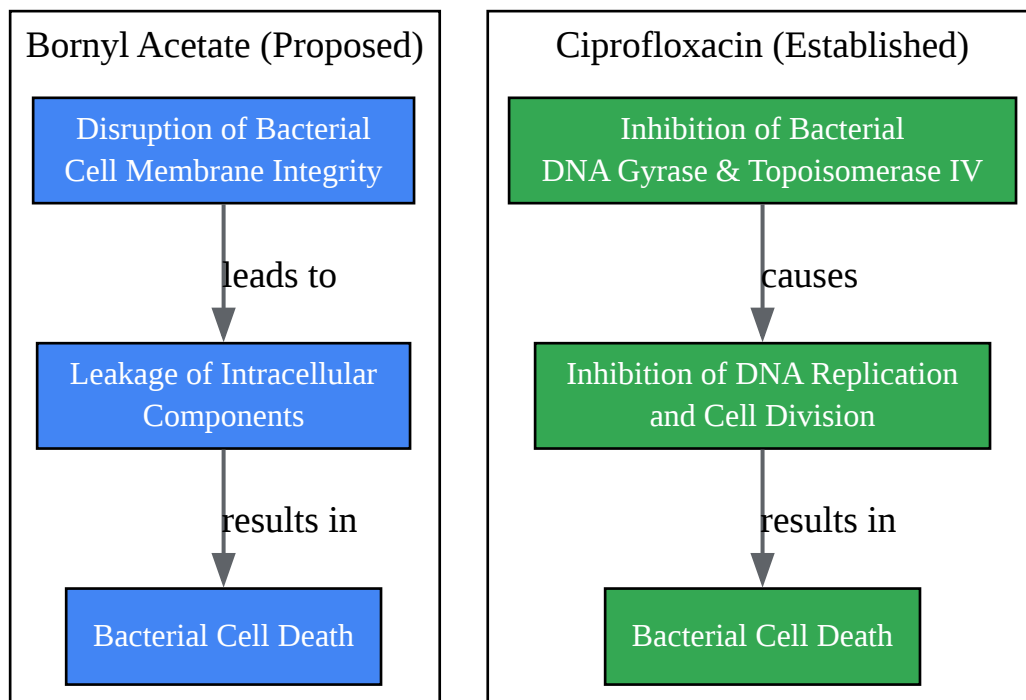 Bornyl Acetate (Proposed)
Disruption of Bacterial
Cell Membrane Integrity
leads to
Leakage of Intracellular
Components
results in
Bacterial Cell Death
Ciprofloxacin (Established)
Inhibition of Bacterial
DNA Gyrase & Topoisomerase IV
causes
Inhibition of DNA Replication
and Cell Division
results in
Bacterial Cell Death